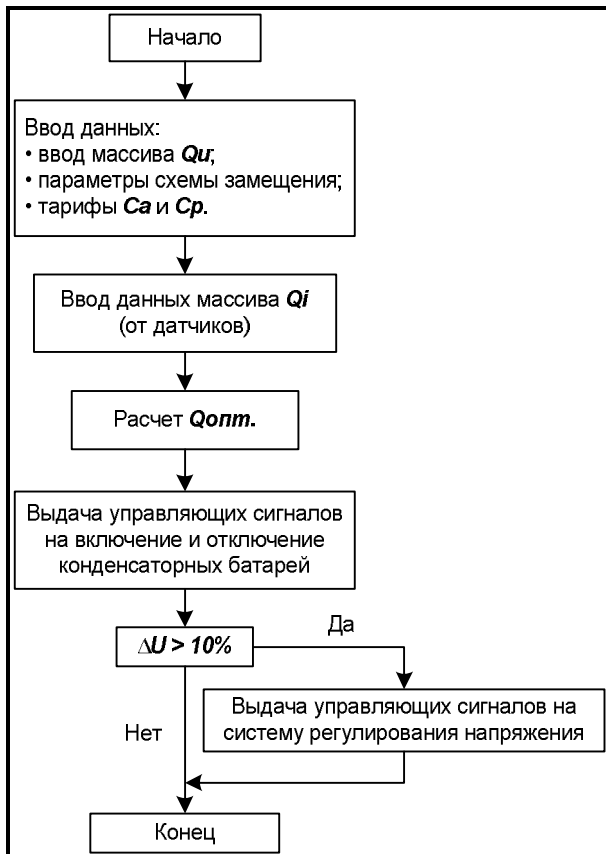 Начало
Ввод данных:
• ввод массива Qu;
• параметры схемы замещения;
• тарифы Ca и Cp.
Ввод данных массива Qi
(от датчиков)
Расчет Qопт.
Выдача управляющих сигналов
на включение и отключение
конденсаторных батарей
ΔU > 10%
Да
Выдача управляющих сигналов на
систему регулирования напряжения
Нет
Конец